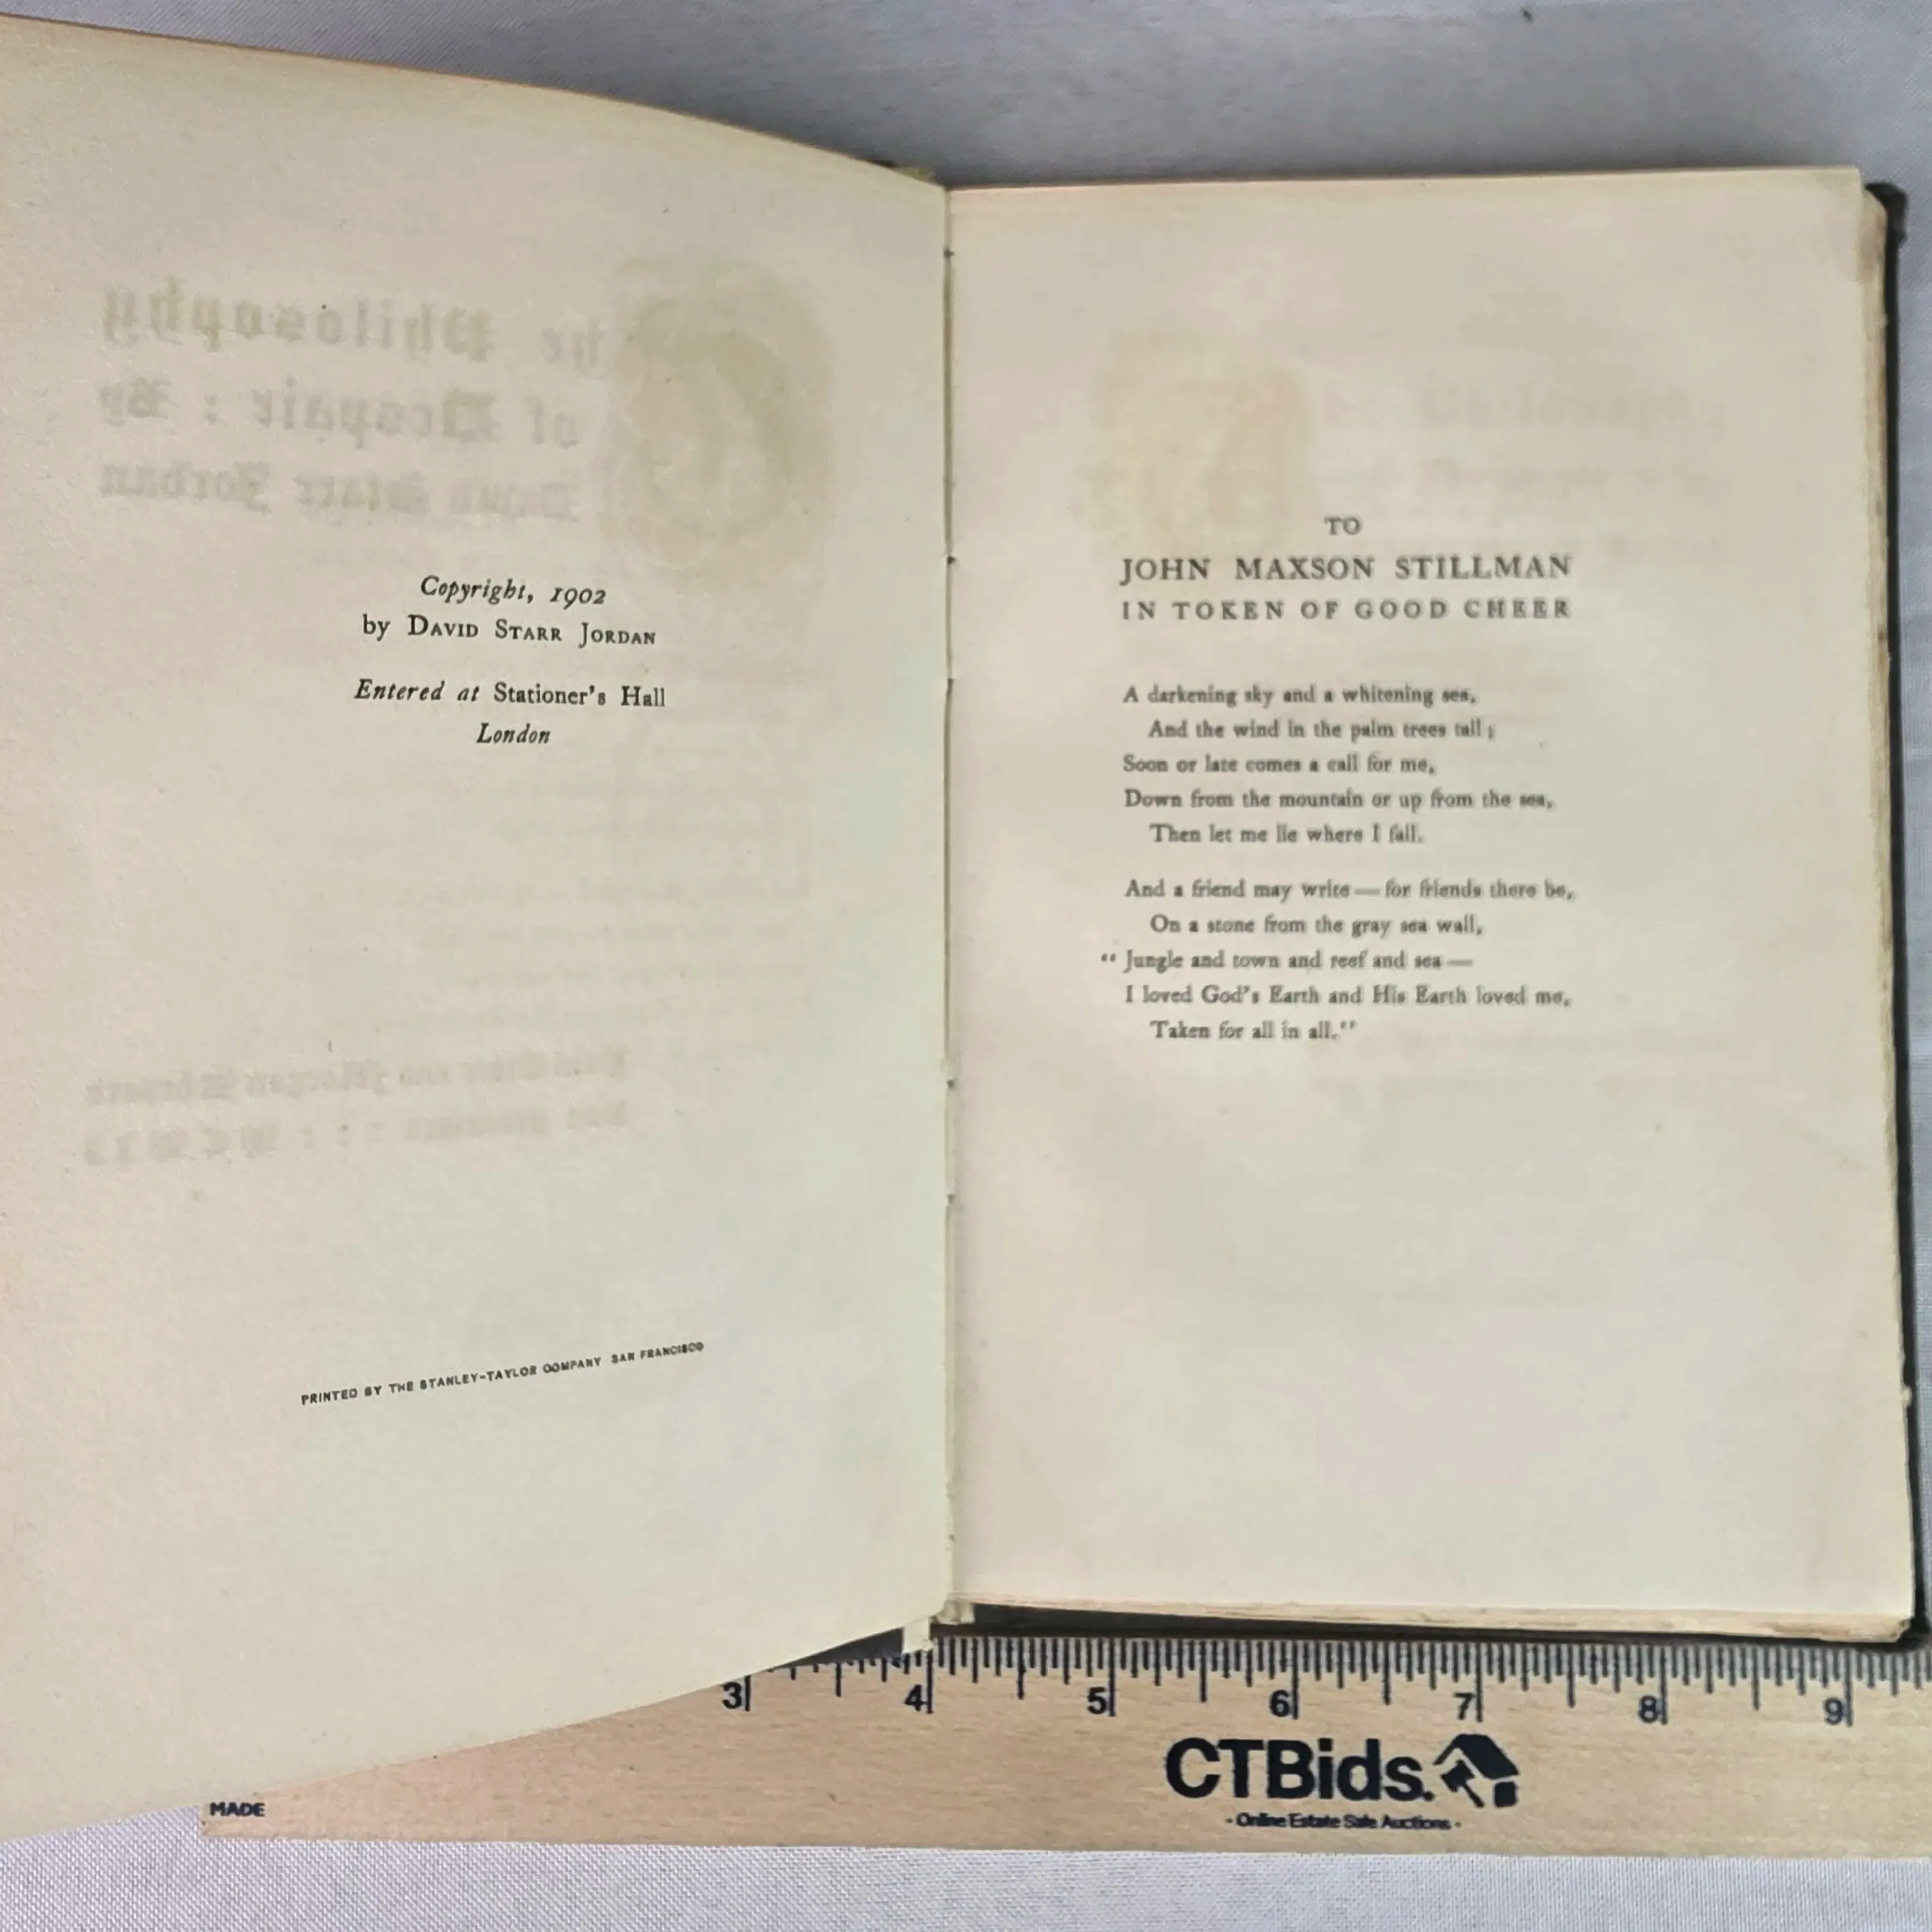 Copyright, 1902
by DAVID STARR JORDAN
Entered at Stationer's Hall
London
PRINTED BY THE STANLEY-TAYLOR COMPANY SAN FRANCISCO
TO
JOHN MAXSON STILLMAN
IN TOKEN OF GOOD CHEER
A darkening sky and a whitening sea,
And the wind in the palm trees tall;
Soon or late comes a call for me,
Down from the mountain or up from the sea,
Then let me lie where I fall.
And a friend may write — for friends there be,
On a stone from the gray sea wall,
“Jungle and town and reef and sea —
I loved God's Earth and His Earth loved me,
Taken for all in all.”
3 4 5 6 7 8 9
CTBids.
- Online Estate Sale Auctions -
MADE